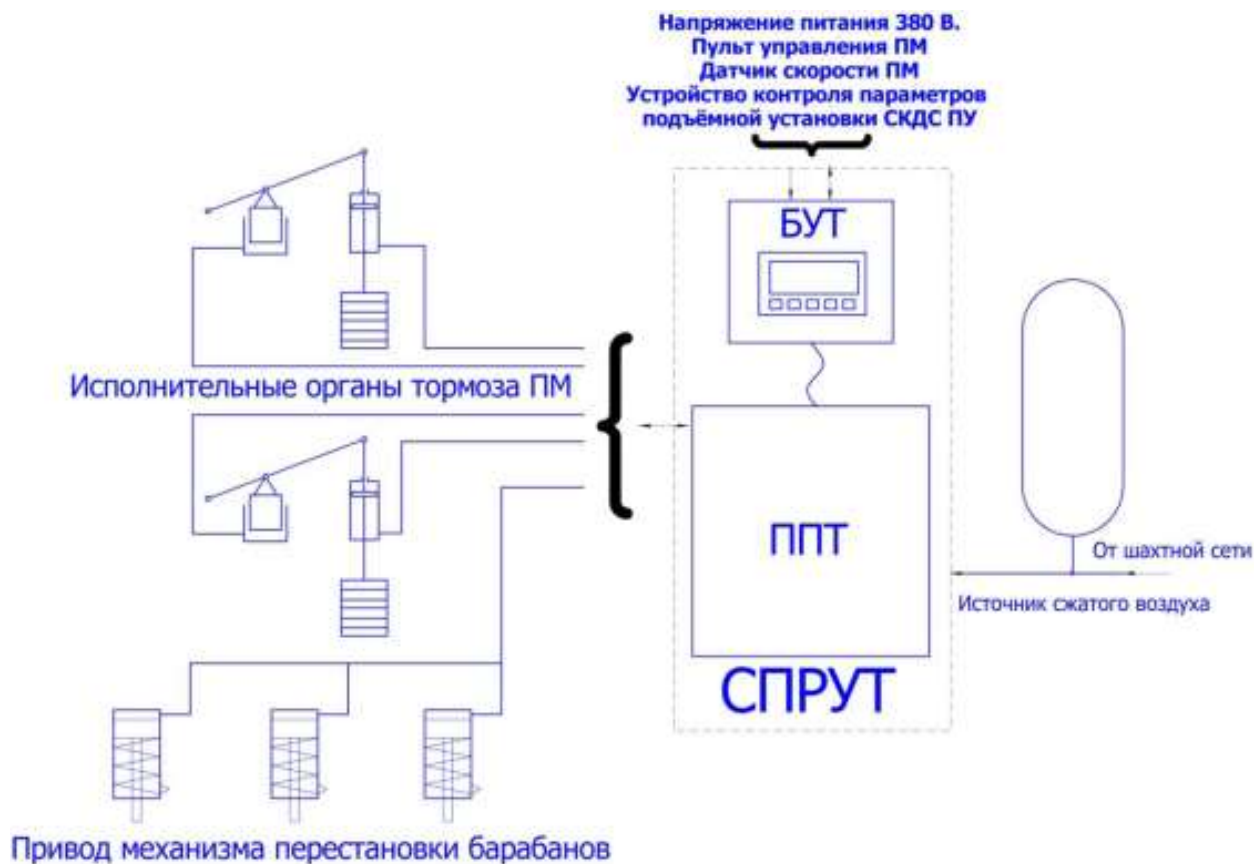 Напряжение питания 380 В.
Пульт управления ПМ
Датчик скорости ПМ
Устройство контроля параметров
подъёмной установки СКДС ПУ
БУТ
Исполнительные органы тормоза ПМ
ППТ
От шахтной сети
Источник сжатого воздуха
СПРУТ
Привод механизма перестановки барабанов